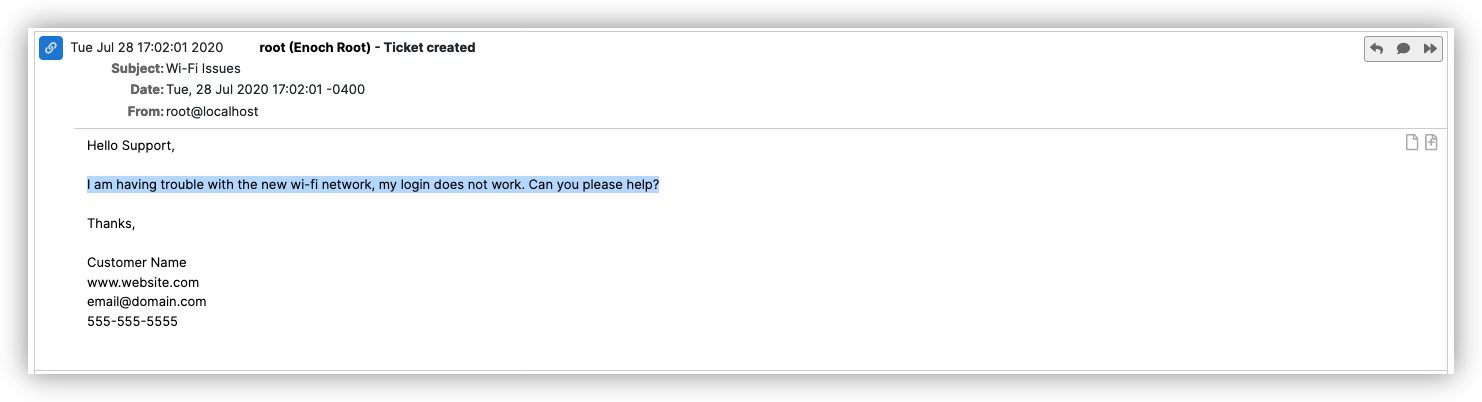 Tue Jul 28 17:02:01 2020 root (Enoch Root) - Ticket created
Subject: Wi-Fi Issues
Date: Tue, 28 Jul 2020 17:02:01 -0400
From: root@localhost
Hello Support,
I am having trouble with the new wi-fi network, my login does not work. Can you please help?
Thanks,
Customer Name
www.website.com
email@domain.com
555-555-5555